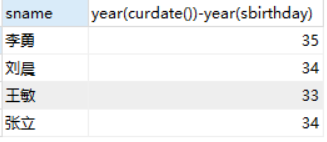 sname year(curdate())-year(sbirthday)
李勇 35
刘晨 34
王敏 33
张立 34